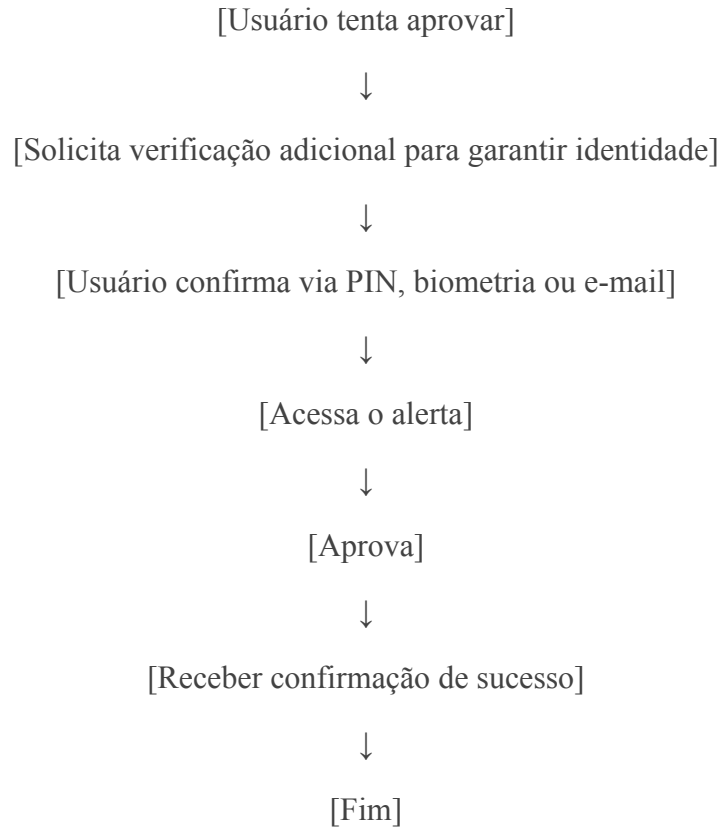 [Usuário tenta aprovar]
↓
[Solicita verificação adicional para garantir identidade]
↓
[Usuário confirma via PIN, biometria ou e-mail]
↓
[Acessa o alerta]
↓
[Aprova]
↓
[Receber confirmação de sucesso]
↓
[Fim]